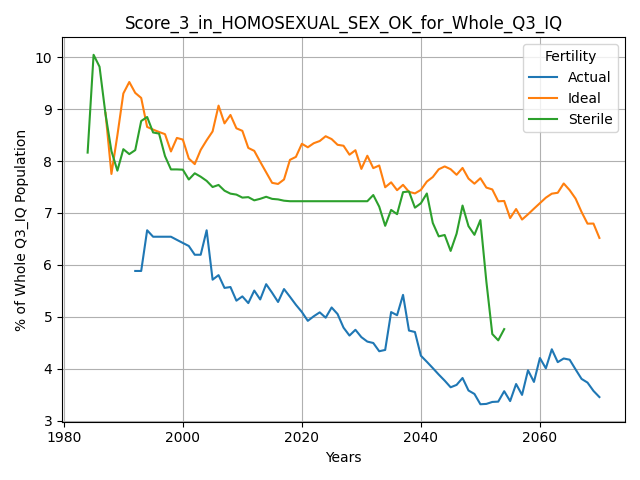 Score_3_in_HOMOSEXUAL_SEX_OK_for_Whole_Q3_IQ
Fertility
Actual
Ideal
Sterile
% of Whole Q3_IQ Population
10
9
8
7
6
5
4
3
1980
2000
2020
2040
2060
Years